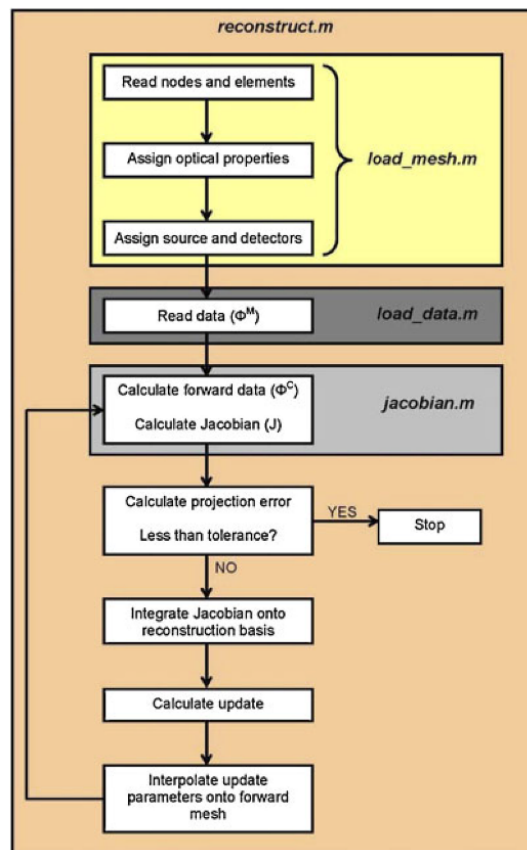 reconstruct.m
Read nodes and elements
Assign optical properties
load_mesh.m
Assign source and detectors
Read data (Φᴹ)
load_data.m
Calculate forward data (Φᶜ)
jacobian.m
Calculate Jacobian (J)
Calculate projection error
YES
Stop
Less than tolerance?
NO
Integrate Jacobian onto
reconstruction basis
Calculate update
Interpolate update
parameters onto forward
mesh